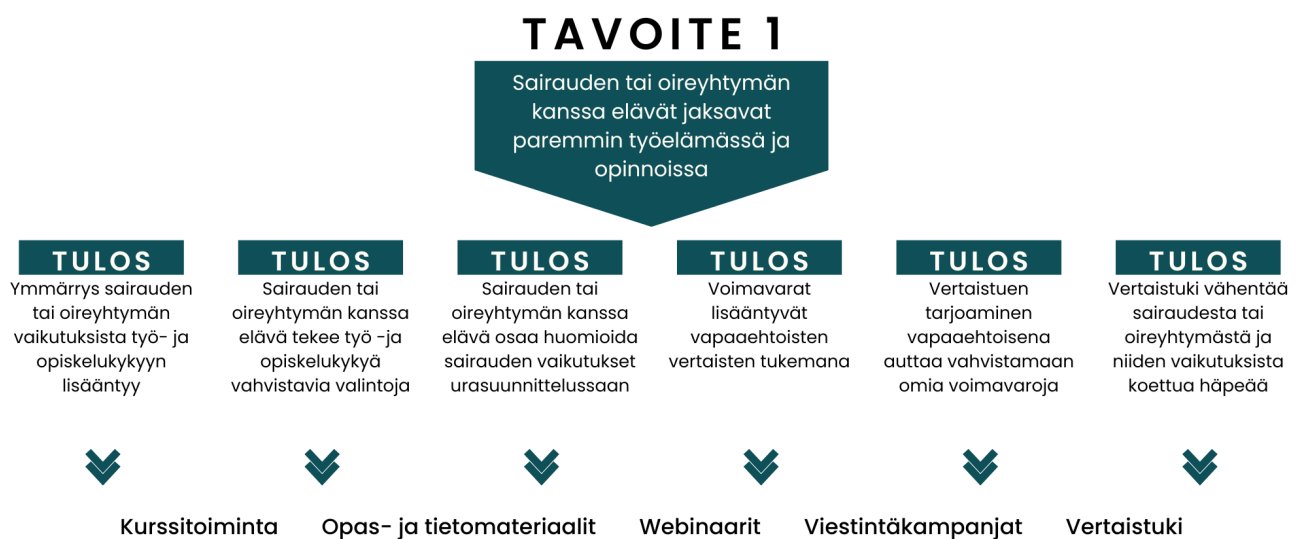 TAVOITE 1
Sairauden tai oireyhtymän
kanssa elävät jaksavat
paremmin työelämässä ja
opinnoissa
TULOS
Ymmärrys sairauden
tai oireyhtymän
vaikutuksista työ- ja
opiskelukykyyn
lisääntyy
TULOS
Sairauden tai
oireyhtymän kanssa
elävä tekee työ -ja
opiskelukykyä
vahvistavia valintoja
TULOS
Sairauden tai
oireyhtymän kanssa
elävä osaa huomioida
sairauden vaikutukset
urasuunnittelussaan
TULOS
Voimavarat
lisääntyvät
vapaaehtoisten
vertaisten tukemana
TULOS
Vertaistuen
tarjoaminen
vapaaehtoisena
auttaa vahvistamaan
omia voimavaroja
TULOS
Vertaistuki vähentää
sairaudesta tai
oireyhtymästä ja
niiden vaikutuksista
koettua häpeää
Kurssitoiminta Opas- ja tietomateriaalit Webinaarit Viestintäkampanjat Vertaistuki